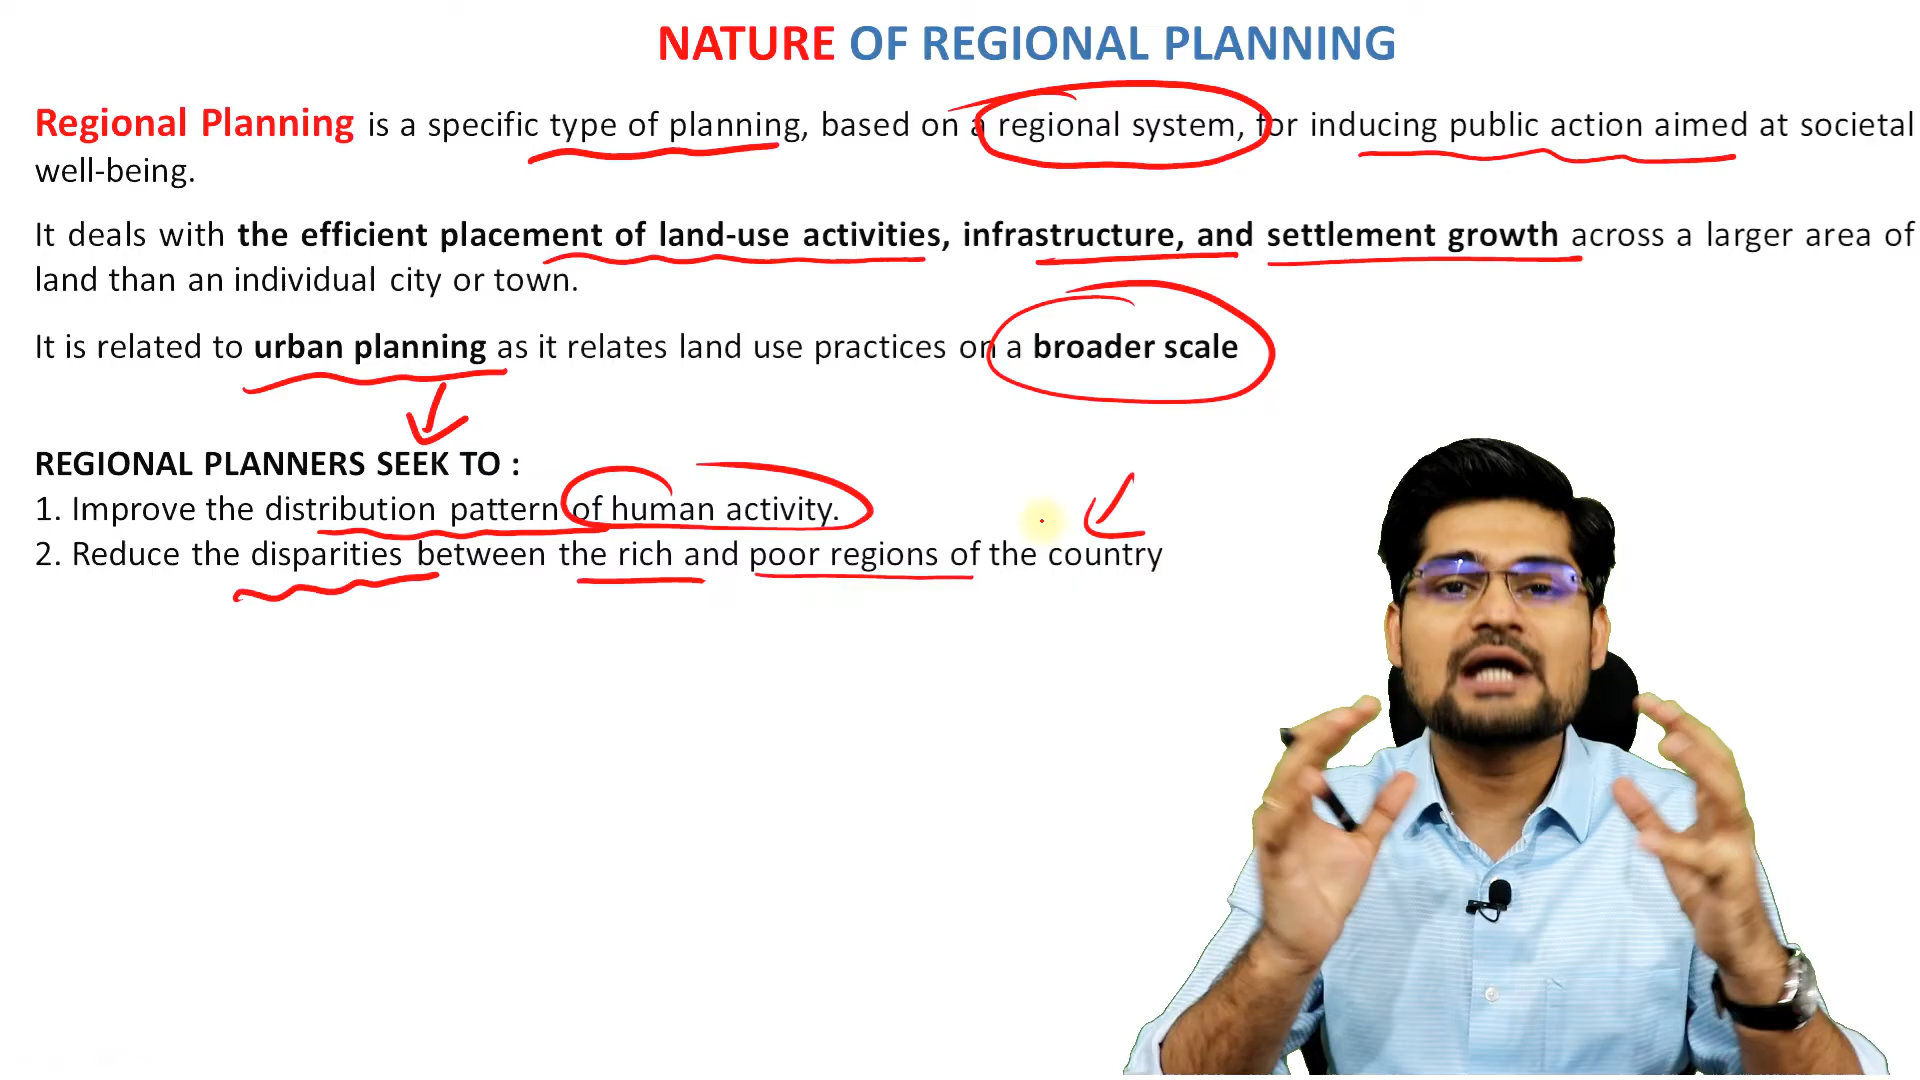 NATURE OF REGIONAL PLANNING
Regional Planning is a specific type of planning, based on a regional system, for inducing public action aimed at societal
well-being.
It deals with the efficient placement of land-use activities, infrastructure, and settlement growth across a larger area of
land than an individual city or town.
It is related to urban planning as it relates land use practices on a broader scale
REGIONAL PLANNERS SEEK TO :
1. Improve the distribution pattern of human activity.
2. Reduce the disparities between the rich and poor regions of the country